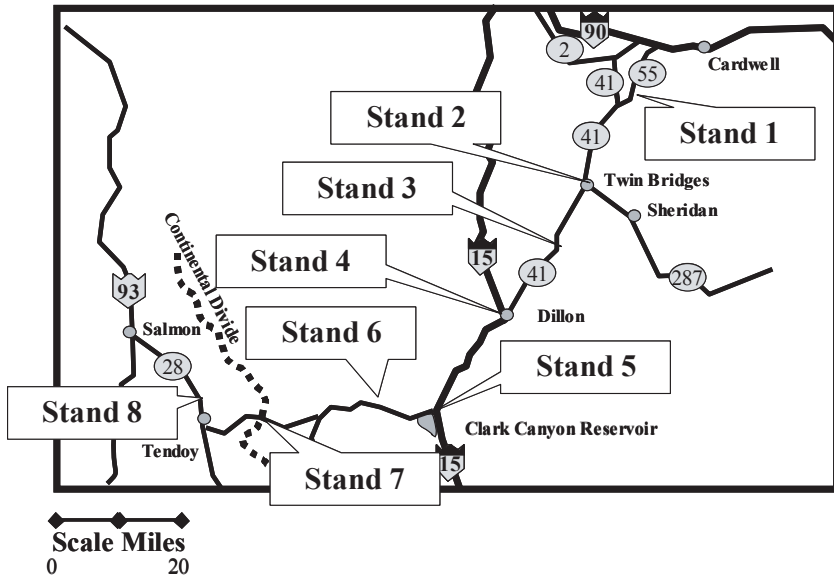 90
2
Cardwell
55
41
Stand 2
Stand 1
41
Twin Bridges
Stand 3
Sheridan
Continental Divide
Stand 4
15
41
287
93
Dillon
Salmon
Stand 6
28
Stand 5
Stand 8
Clark Canyon Reservoir
Tendoy
15
Stand 7
Scale Miles
0 20